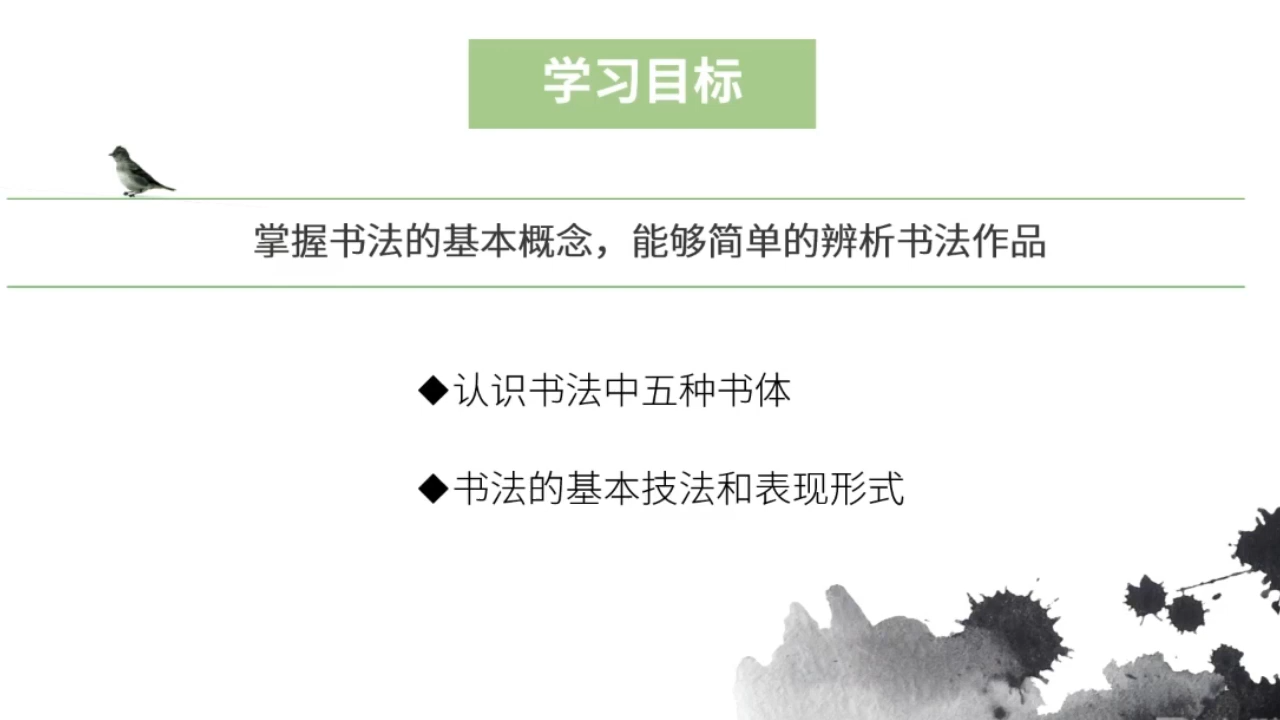 学习目标
掌握书法的基本概念，能够简单的辨析书法作品
◆认识书法中五种书体
◆书法的基本技法和表现形式